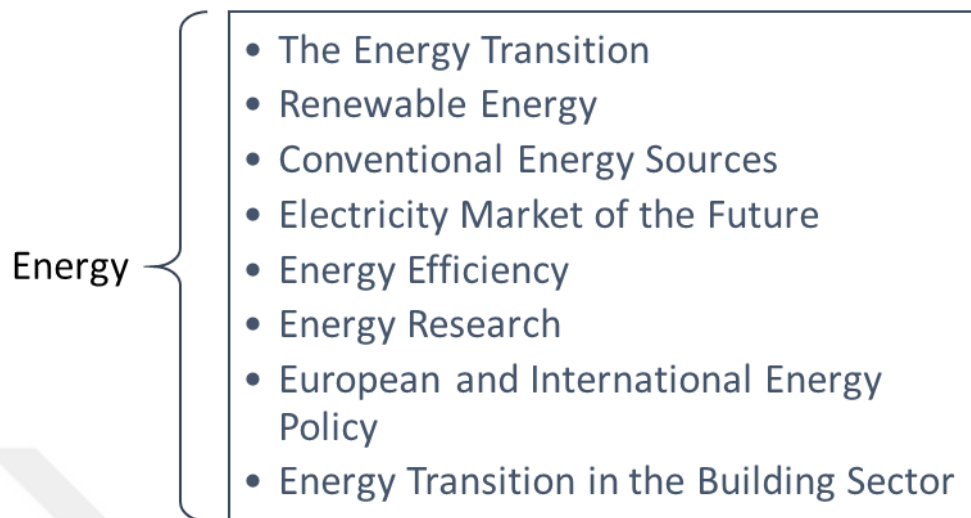 • The Energy Transition
• Renewable Energy
• Conventional Energy Sources
• Electricity Market of the Future
Energy
• Energy Efficiency
• Energy Research
• European and International Energy
Policy
• Energy Transition in the Building Sector